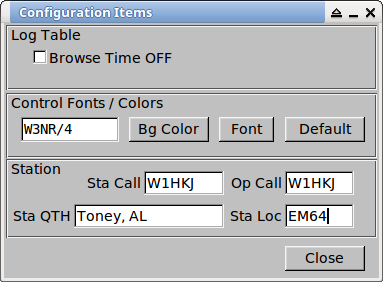 Configuration Items
Log Table
Browse Time OFF
Control Fonts / Colors
W3NR/4 Bg Color Font Default
Station
Sta Call W1HKJ Op Call W1HKJ
Sta QTH Toney, AL Sta Loc EM64
Close